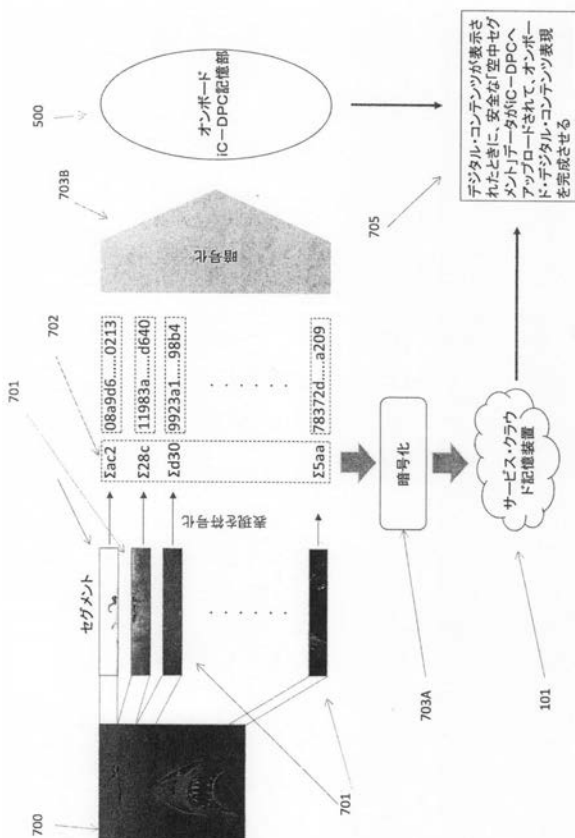 700
セグメント
701
702
703B
500
Σac2
08a9d6.....0213
Σ28c
11983a.....d640
Σd30
9923a1.....98b4
表現を符号化
暗号化
オンボード
iC－DPC記憶部
. . . . . .
. . . . . .
. . . . . .
Σ5aa
78372d.....a209
701
701
暗号化
705
703A
サービス・クラウ
ド記憶装置
101
デジタル・コンテンツが表示さ
れたときに、安全な「空中セグ
メント」データがiC－DPCへ
アップロードされて、オンボー
ド・デジタル・コンテンツ表現
を完成させる